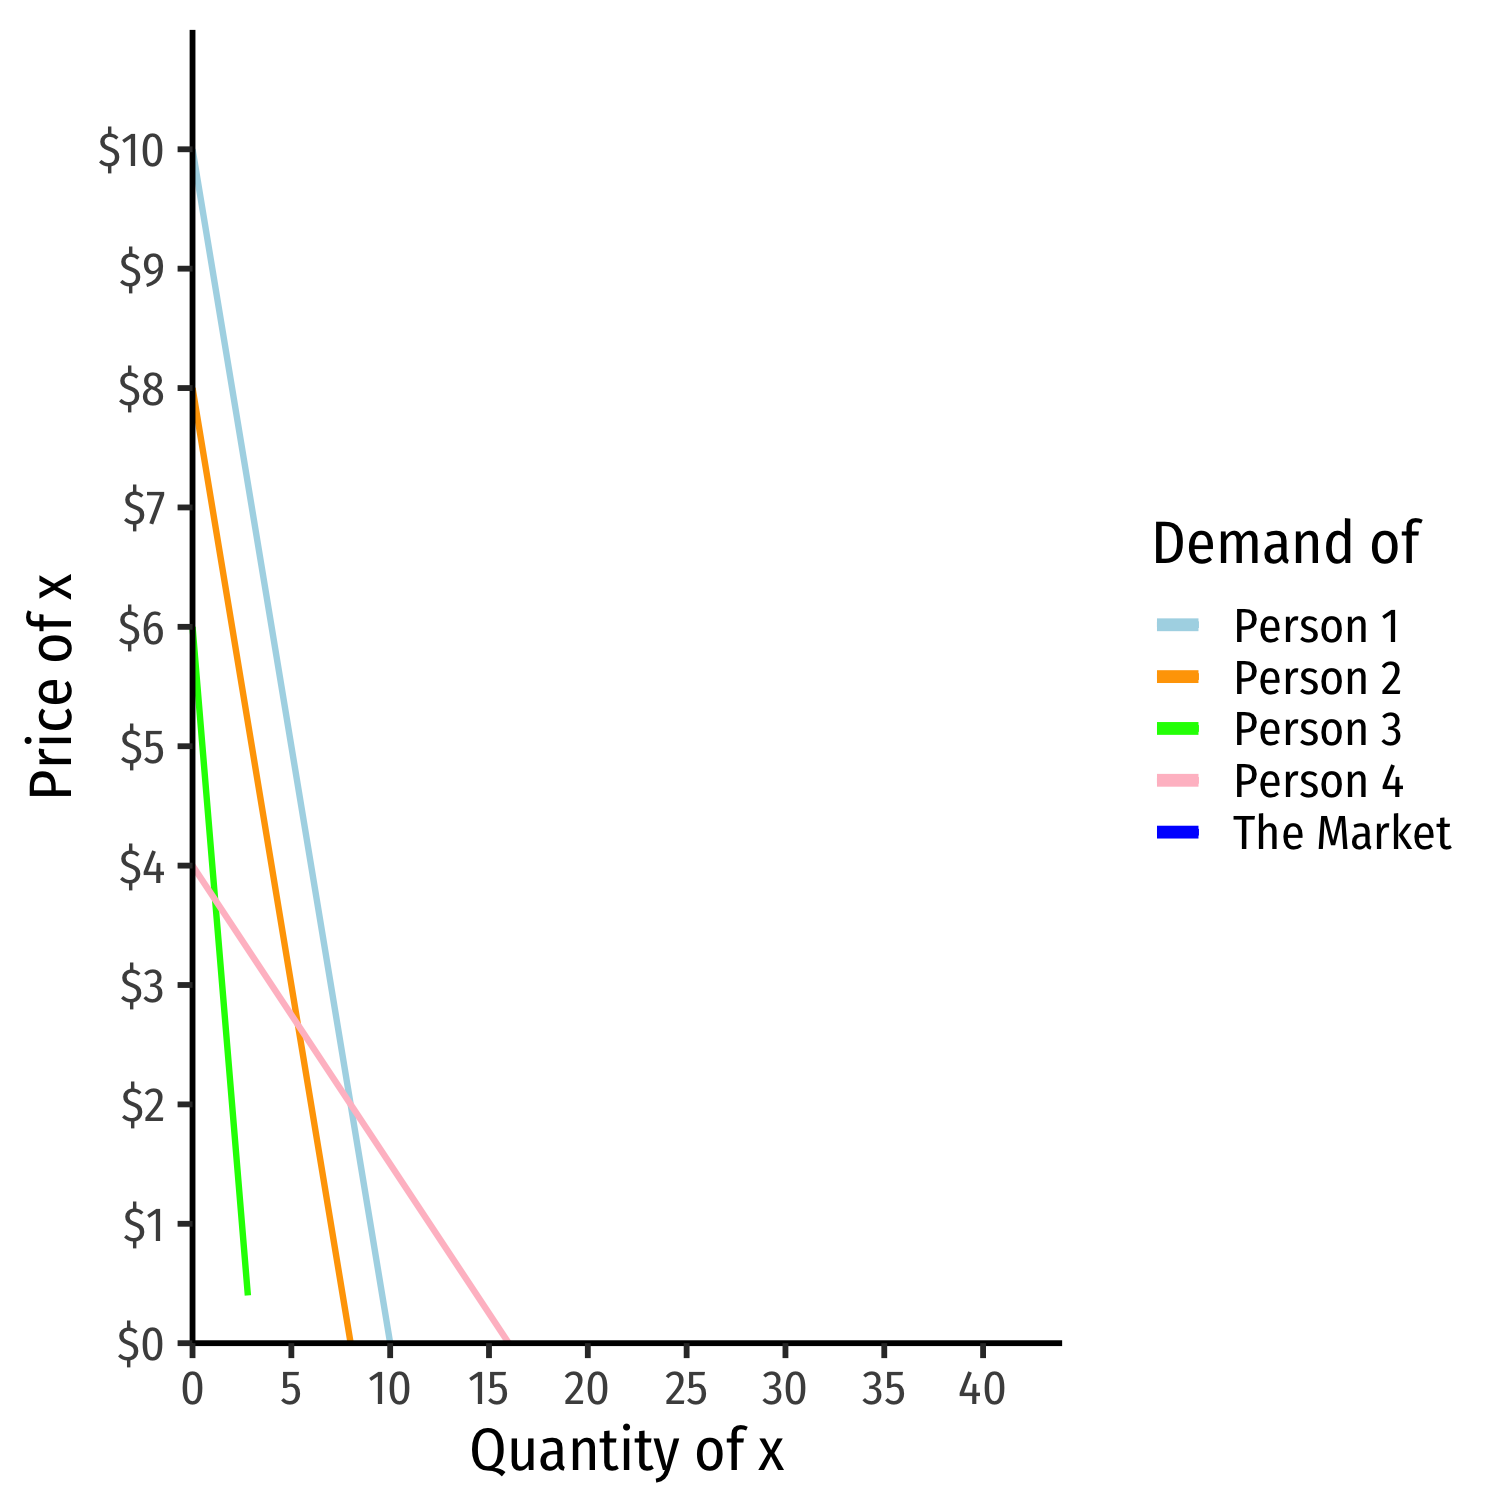 $10
$9
$8
$7
$6
$5
$4
$3
$2
$1
$0
Price of x
0 5 10 15 20 25 30 35 40
Quantity of x
Demand of
Person 1
Person 2
Person 3
Person 4
The Market